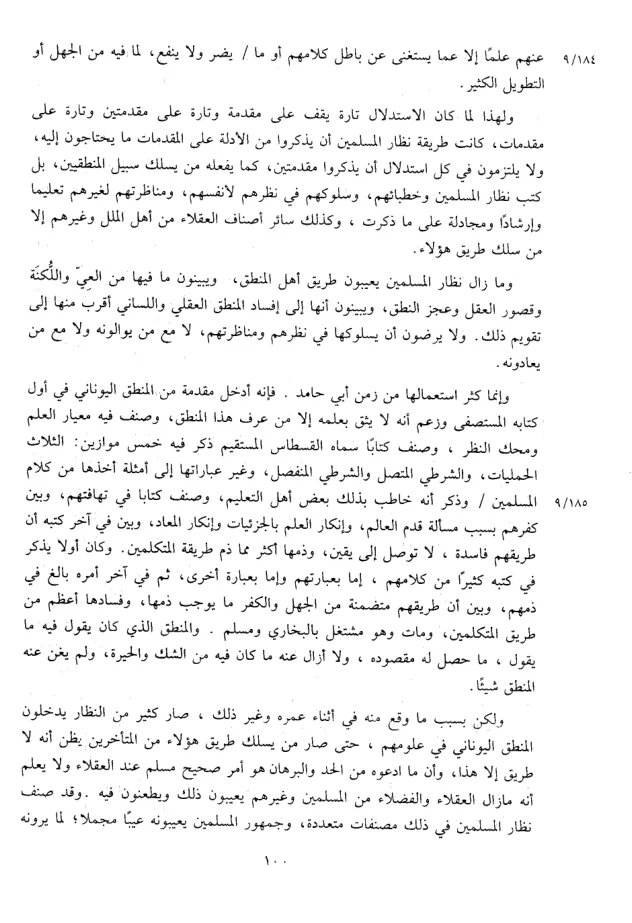 عنهم علمًا إلا عما يستغنى عن باطل كلامهم أو ما / يضر ولا ينفع، لما فيه من الجهل أو ٩/١٨٤
التطويل الكثير.
ولهذا لما كان الاستدلال تارة يقف على مقدمة وتارة على مقدمتين وتارة على
مقدمات، كانت طريقة نظار المسلمين أن يذكروا من الأدلة على المقدمات ما يحتاجون إليه،
ولا يلتزمون في كل استدلال أن يذكروا مقدمتين، كما يفعله من يسلك سبيل المنطقيين، بل
كتب نظار المسلمين وخطبائهم، وسلوكهم في نظرهم لأنفسهم، ومناظرتهم لغيرهم تعليما
وإرشادًا ومجادلة على ما ذكرت ، وكذلك سائر أصناف العقلاء من أهل الملل وغيرهم إلا
من سلك طريق هؤلاء.
وما زال نظار المسلمين يعيبون طريق أهل المنطق، ويبينون ما فيها من العِيّ واللُّكنَة
وقصور العقل وعجز النطق، ويبينون أنها إلى إفساد المنطق العقلي واللساني أقرب منها إلى
تقويم ذلك. ولا يرضون أن يسلكوها في نظرهم ومناظرتهم، لا مع من يوالونه ولا مع من
يعادونه.
وإنما كثر استعمالها من زمن أبي حامد . فإنه أدخل مقدمة من المنطق اليوناني في أول
كتابه المستصفى وزعم أنه لا يثق بعلمه إلا من عرف هذا المنطق، وصنف فيه معيار العلم
ومحك النظر ، وصنف كتابًا سماه القسطاس المستقيم ذكر فيه خمس موازين: الثلاث
الحمليات، والشرطي المتصل والشرطي المنفصل، وغير عباراتها إلى أمثلة أخذها من كلام
المسلمين / وذكر أنه خاطب بذلك بعض أهل التعليم، وصنف كتابا في تهافتهم، وبين ٩/١٨٥
كفرهم بسبب مسألة قدم العالم، وإنكار العلم بالجزئيات وإنكار المعاد، وبين في آخر كتبه أن
طريقهم فاسدة ، لا توصل إلى يقين، وذمها أكثر مما ذم طريقة المتكلمين. وكان أولا يذكر
في كتبه كثيرًا من كلامهم ، إما بعبارتهم وإما بعبارة أخرى، ثم في آخر أمره بالغ في
ذمهم، وبين أن طريقهم متضمنة من الجهل والكفر ما يوجب ذمها، وفسادها أعظم من
طريق المتكلمين، ومات وهو مشتغل بالبخاري ومسلم . والمنطق الذي كان يقول فيه ما
يقول ، ما حصل له مقصوده ، ولا أزال عنه ما كان فيه من الشك والحيرة، ولم يغن عنه
المنطق شيئًا.
ولكن بسبب ما وقع منه في أثناء عمره وغير ذلك ، صار كثير من النظار يدخلون
المنطق اليوناني في علومهم ، حتى صار من يسلك طريق هؤلاء من المتأخرين يظن أنه لا
طريق إلا هذا، وأن ما ادعوه من الحد والبرهان هو أمر صحيح مسلم عند العقلاء ولا يعلم
أنه مازال العقلاء والفضلاء من المسلمين وغيرهم يعيبون ذلك ويطعنون فيه .وقد صنف
نظار المسلمين في ذلك مصنفات متعددة، وجمهور المسلمين يعيبونه عيبًا مجملا؛ لما يرونه
١٠٠